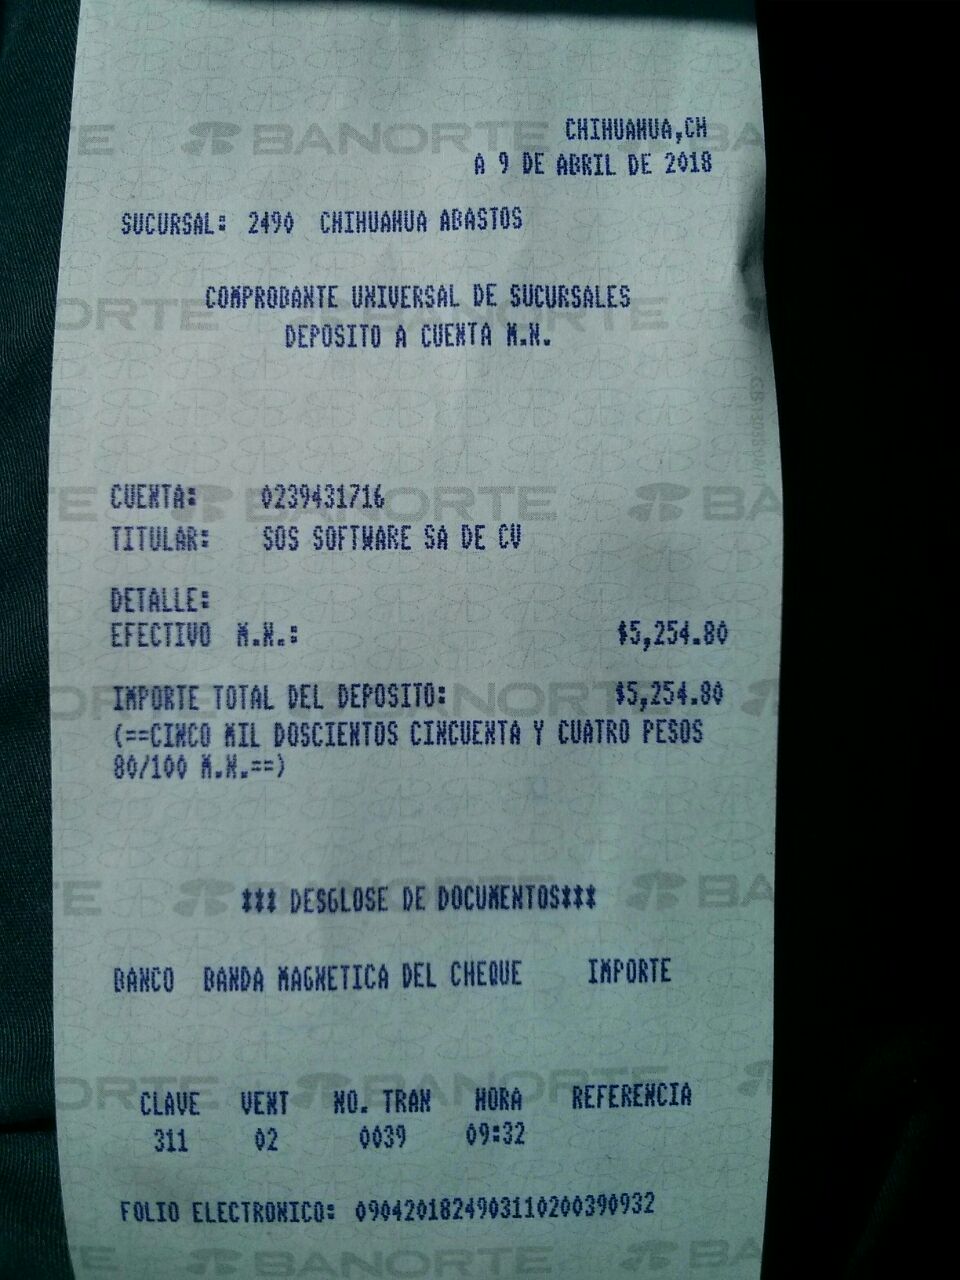 CHIHUAHUA,CH
A 9 DE ABRIL DE 2018
SUCURSAL: 2490 CHIHUAHUA ABASTOS
COMPROBANTE UNIVERSAL DE SUCURSALES
DEPOSITO A CUENTA M.N.
CUENTA: 0239431716
TITULAR: SOS SOFTWARE SA DE CV
DETALLE:
EFECTIVO M.N.: $5,254.80
IMPORTE TOTAL DEL DEPOSITO: $5,254.80
(==CINCO MIL DOSCIENTOS CINCUENTA Y CUATRO PESOS
80/100 M.N.==)
*** DESGLOSE DE DOCUMENTOS***
BANCO BANDA MAGNETICA DEL CHEQUE IMPORTE
CLAVE VENT NO. TRAN HORA REFERENCIA
311 02 0039 09:32
FOLIO ELECTRONICO: 0904201824903110200390932
BANORTE